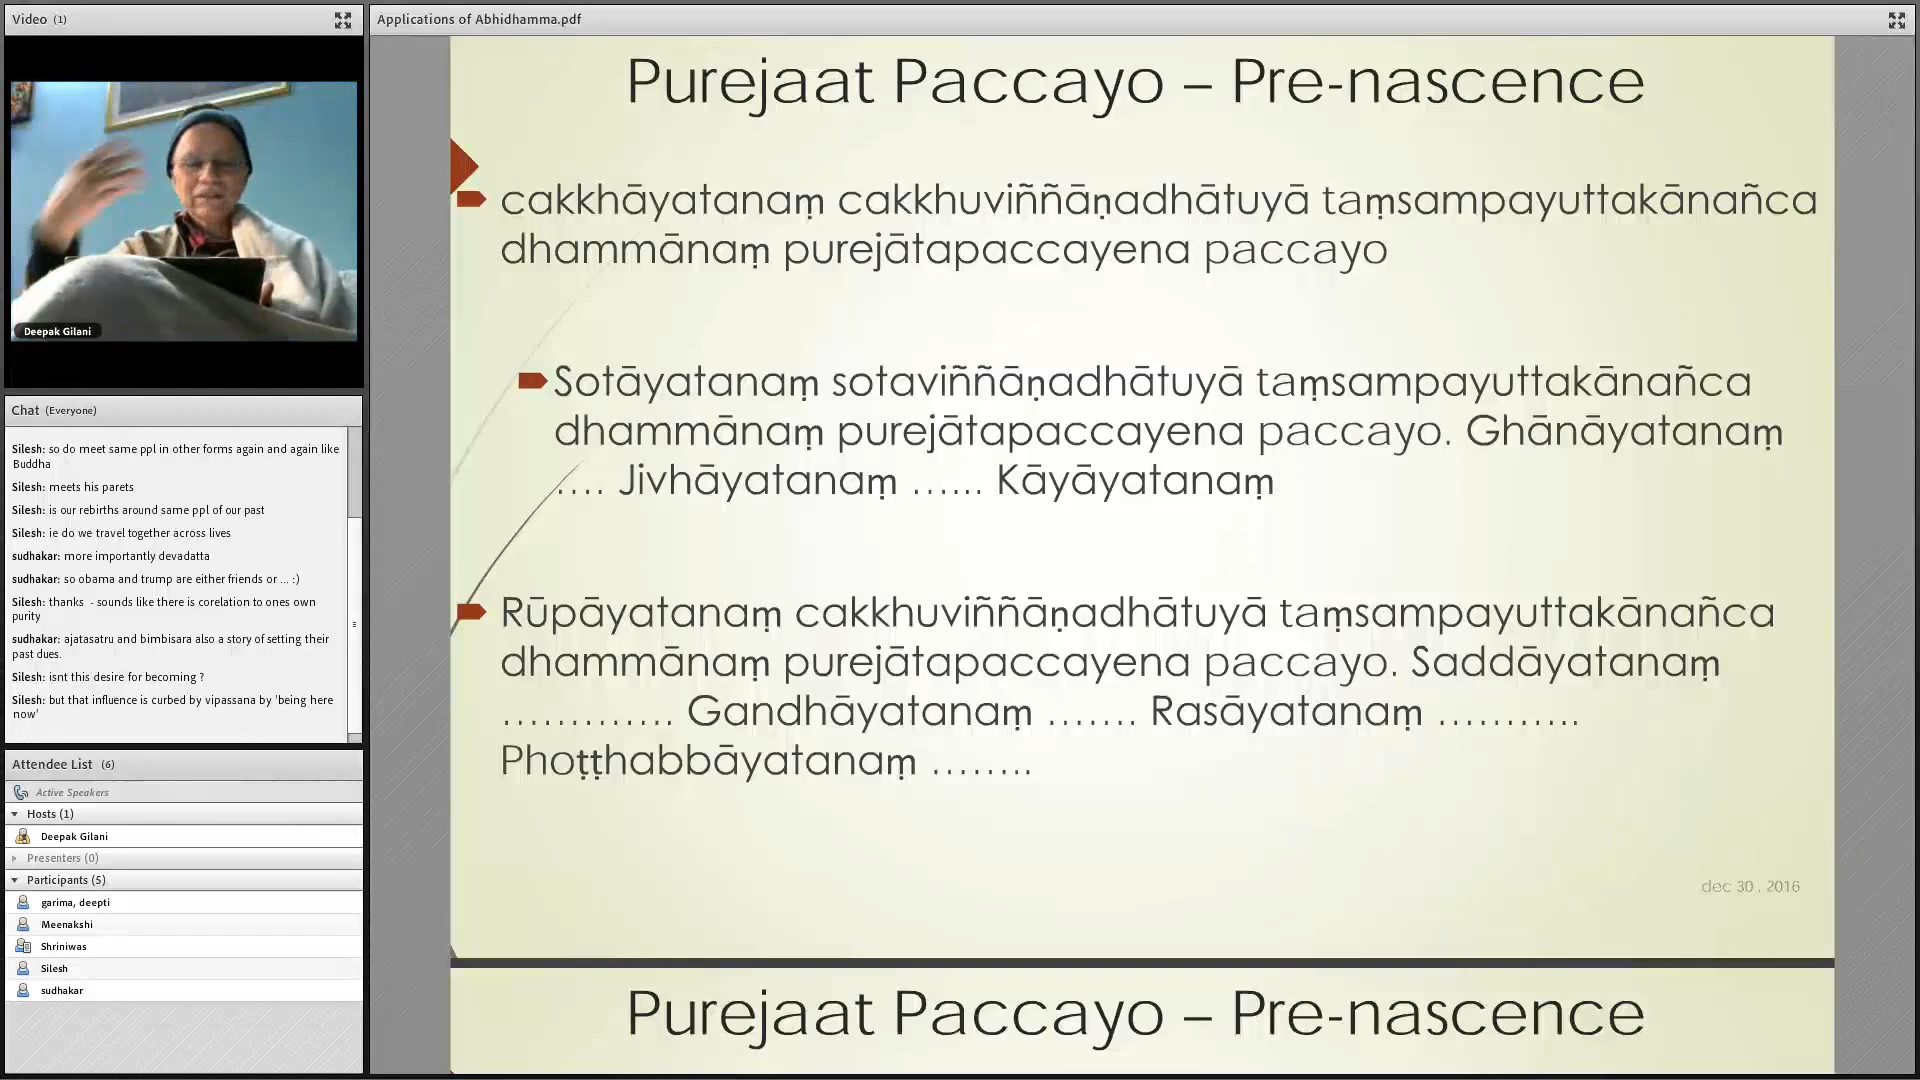 Video (1)
Deepak Gilani
Chat (Everyone)
Silesh: so do meet same ppl in other forms again and again like
Buddha
Silesh: meets his parets
Silesh: is our rebirths around same ppl of our past
Silesh: ie do we travel together across lives
sudhakar: more importantly devadatta
sudhakar: so obama and trump are either friends or ... :)
Silesh: thanks - sounds like there is corelation to ones own
purity
sudhakar: ajatasatru and bimbisara also a story of setting their
past dues.
Silesh: isnt this desire for becoming ?
Silesh: but that influence is curbed by vipassana by 'being here
now'
Attendee List (6)
Active Speakers
Hosts (1)
Deepak Gilani
Presenters (0)
Participants (5)
garima, deepti
Meenakshi
Shriniwas
Silesh
sudhakar
Applications of Abhidhamma.pdf
Purejaat Paccayo – Pre-nascence
cakkhāyatanaṃ cakkhuviññāṇadhātuyā taṃsampayuttakānañca
dhammānaṃ purejātapaccayena paccayo
Sotāyatanaṃ sotaviññāṇadhātuyā taṃsampayuttakānañca
dhammānaṃ purejātapaccayena paccayo. Ghānāyatanaṃ
.... Jivhāyatanaṃ ...... Kāyāyatanaṃ
Rūpāyatanaṃ cakkhuviññāṇadhātuyā taṃsampayuttakānañca
dhammānaṃ purejātapaccayena paccayo. Saddāyatanaṃ
............. Gandhāyatanaṃ ....... Rasāyatanaṃ ...........
Phoṭṭhabbāyatanaṃ ........
dec 30 . 2016
Purejaat Paccayo – Pre-nascence